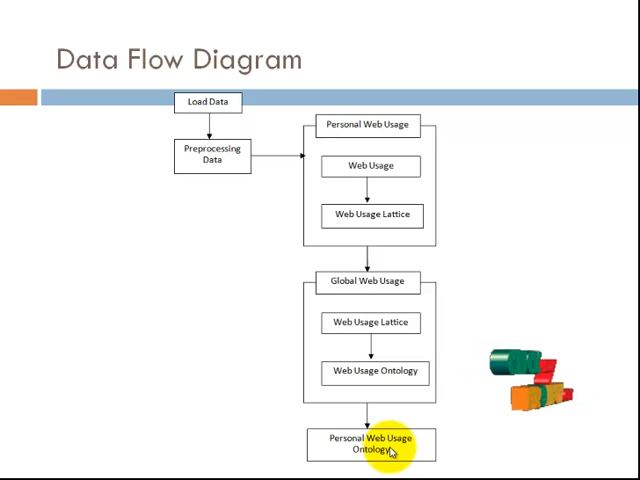 Data Flow Diagram
Load Data
Preprocessing
Data
Personal Web Usage
Web Usage
Web Usage Lattice
Global Web Usage
Web Usage Lattice
Web Usage Ontology
Personal Web Usage
Ontology